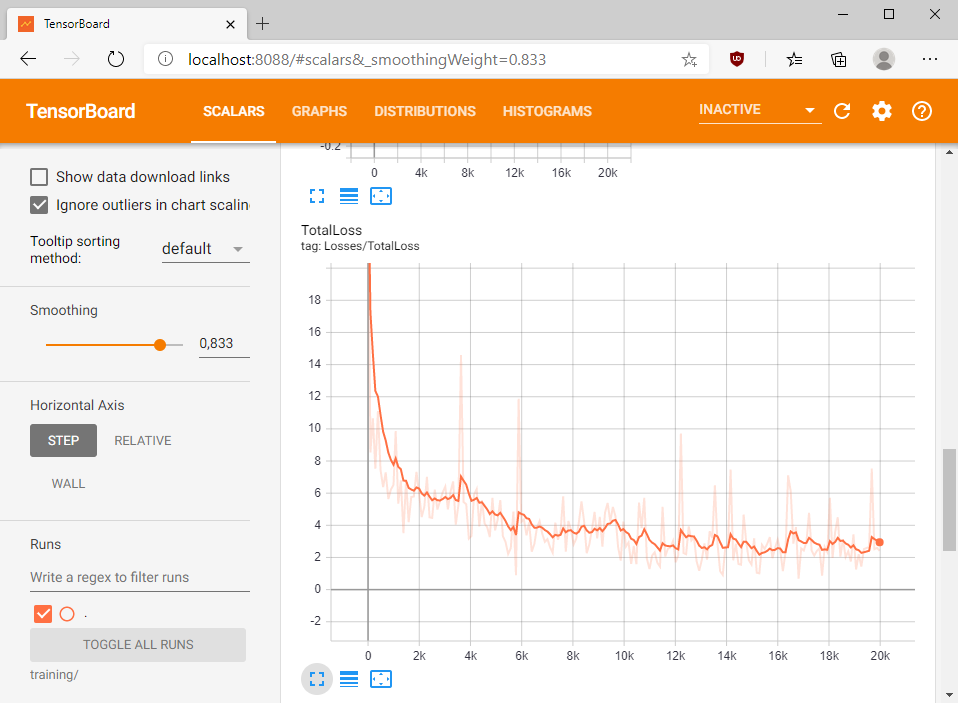 TensorBoard
localhost:8088/#scalars&_smoothingWeight=0.833
TensorBoard SCALARS GRAPHS DISTRIBUTIONS HISTOGRAMS INACTIVE
Show data download links
Ignore outliers in chart scalin
Tooltip sorting
method:
default
Smoothing
0,833
Horizontal Axis
STEP RELATIVE
WALL
Runs
Write a regex to filter runs
.
TOGGLE ALL RUNS
training/
-0.2
0 4k 8k 12k 16k 20k
TotalLoss
tag: Losses/TotalLoss
18
16
14
12
10
8
6
4
2
0
-2
0 2k 4k 6k 8k 10k 12k 14k 16k 18k 20k